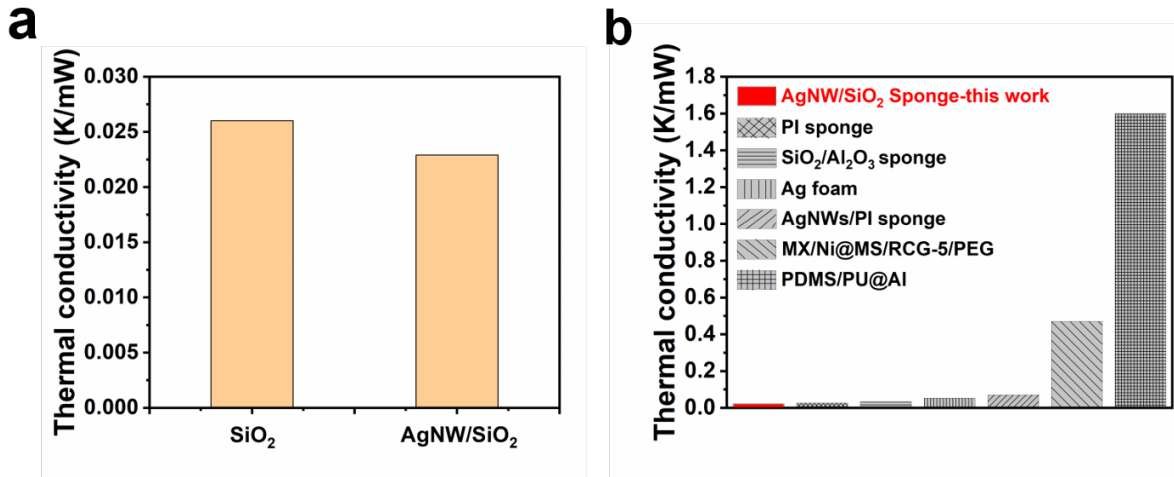 a
Thermal conductivity (K/mW)
0.030
0.025
0.020
0.015
0.010
0.005
0.000
SiO₂
AgNW/SiO₂
b
Thermal conductivity (K/mW)
1.8
1.6
1.4
1.2
1.0
0.8
0.6
0.4
0.2
0.0
AgNW/SiO₂ Sponge-this work
PI sponge
SiO₂/Al₂O₃ sponge
Ag foam
AgNWs/PI sponge
MX/Ni@MS/RCG-5/PEG
PDMS/PU@Al